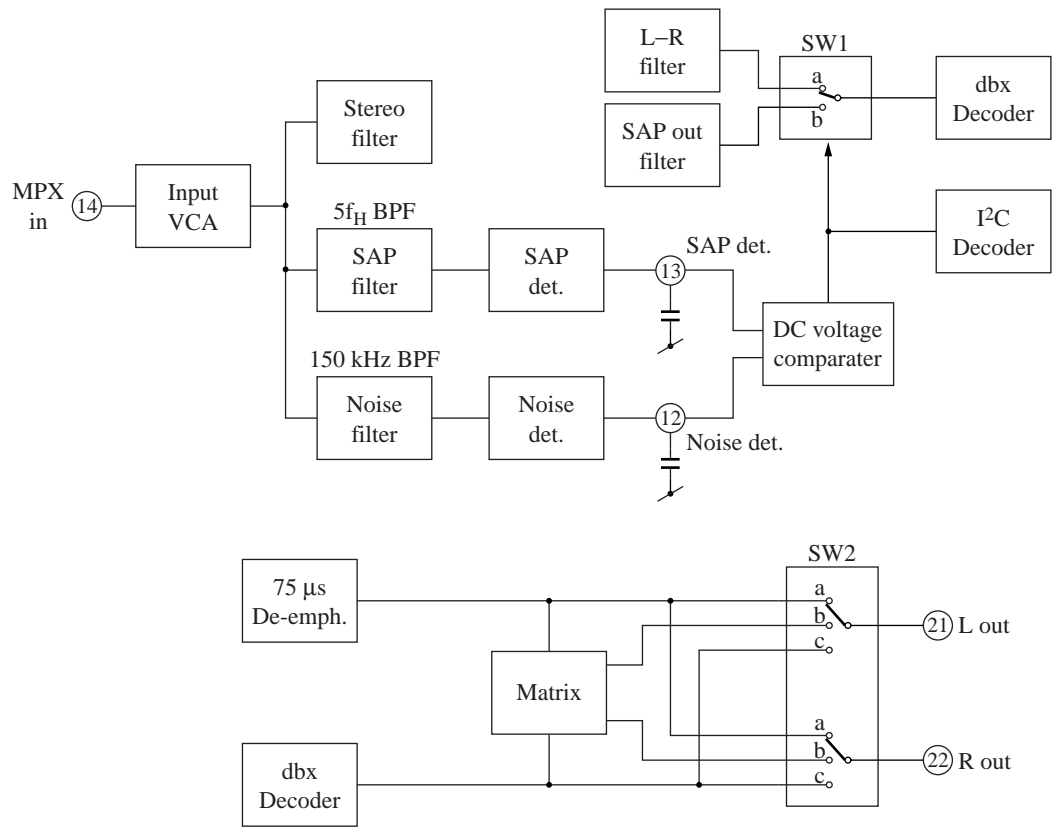 L–R
filter
SW1
a
b
dbx
Decoder
SAP out
filter
Stereo
filter
MPX
in
14
Input
VCA
5fH BPF
SAP
filter
SAP
det.
13
SAP det.
I²C
Decoder
DC voltage
comparater
150 kHz BPF
Noise
filter
Noise
det.
12
Noise det.
SW2
75 μs
De-emph.
a
b
c
21 L out
Matrix
a
b
c
22 R out
dbx
Decoder